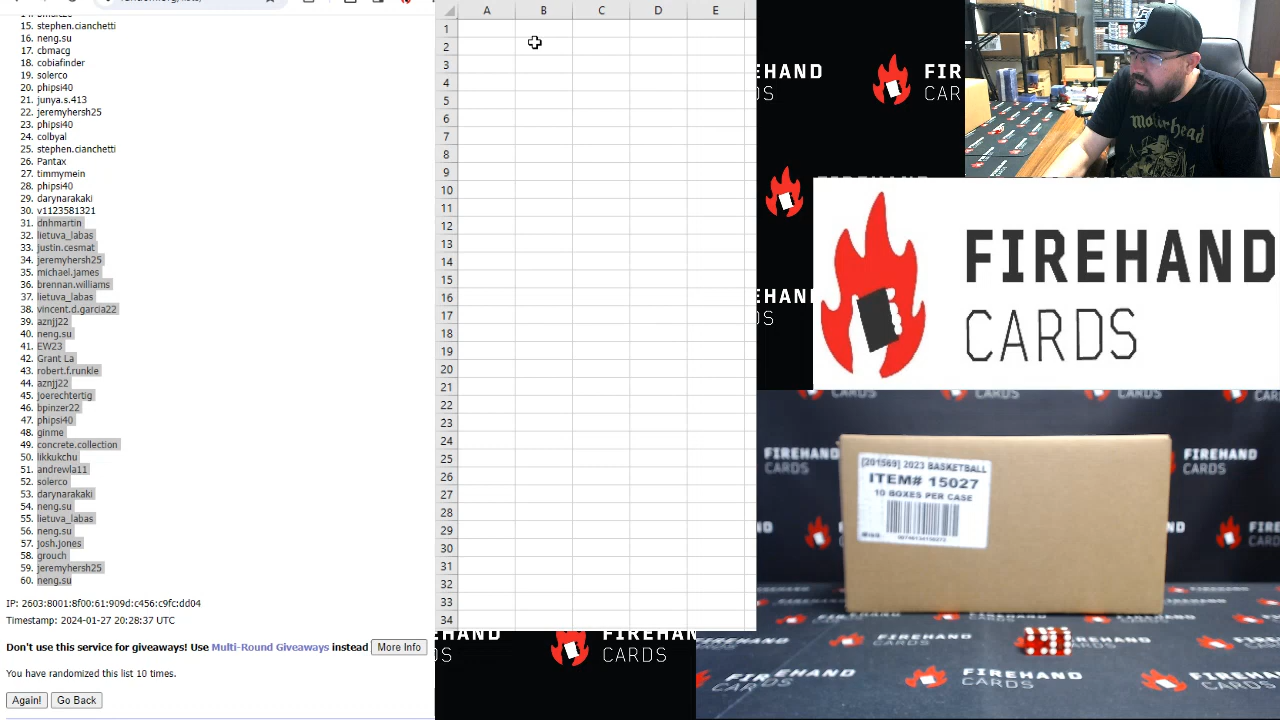 15. stephen.cianchetti
16. neng.su
17. cbmacg
18. cobiafinder
19. solerco
20. phipsi40
21. junya.s.413
22. jeremyhersh25
23. phipsi40
24. colbyal
25. stephen.cianchetti
26. Pantax
27. timmymein
28. phipsi40
29. darynarakaki
30. v1123581321
31. dnhmartin
32. lietuva_labas
33. justin.cesmat
34. jeremyhersh25
35. michael.james
36. brennan.williams
37. lietuva_labas
38. vincent.d.garcia22
39. aznjj22
40. neng.su
41. EW23
42. Grant La
43. robert.f.runkle
44. aznjj22
45. joerechtertig
46. bpinzer22
47. phipsi40
48. ginme
49. concrete.collection
50. likkukchu
51. andrewla11
52. solerco
53. darynarakaki
54. neng.su
55. lietuva_labas
56. neng.su
57. josh.jones
58. grouch
59. jeremyhersh25
60. neng.su
IP: 2603:8001:8f00:61:909d:c456:c9fc:dd04
Timestamp: 2024-01-27 20:28:37 UTC
Don't use this service for giveaways! Use Multi-Round Giveaways instead More Info
You have randomized this list 10 times.
Again! Go Back
A B C D E
1
2
3
4
5
6
7
8
9
10
11
12
13
14
15
16
17
18
19
20
21
22
23
24
25
26
27
28
29
30
31
32
33
34
FIREHAND
CARDS
Motörhead
[201569] 2023 BASKETBALL
ITEM# 15027
10 BOXES PER CASE
FIREHAND
CARDS